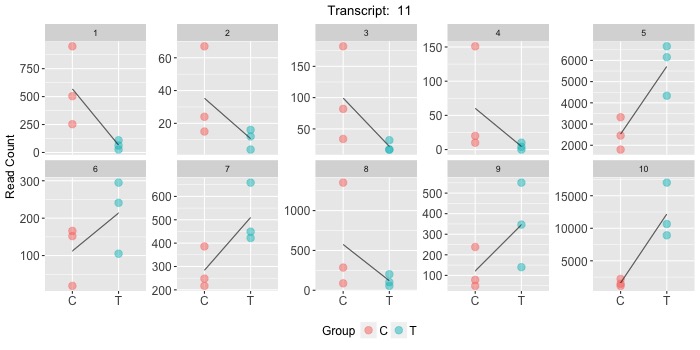 Transcript: 11
1 2 3 4 5
750 500 250 0
60 40 20
150 100 50
150 100 50 0
6000 5000 4000 3000 2000
Read Count
6 7 8 9 10
300 200 100
600 500 400 300 200
1000 500 0
500 400 300 200 100
15000 10000 5000
C T C T C T C T C T
Group C T